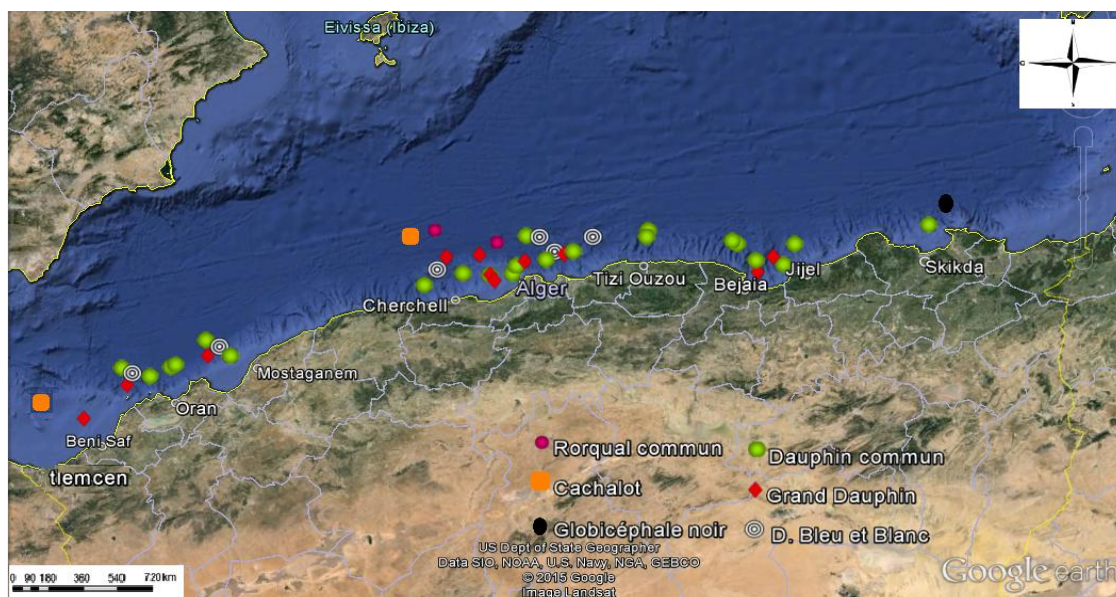 Eivissa (Ibiza)
Cherchell
Alger
Tizi Ouzou
Bejaia
Jijel
Skikda
Mostaganem
Oran
Beni Saf
tlemcen
Rorqual commun
Dauphin commun
Cachalot
Grand Dauphin
Globicéphale noir
D. Bleu et Blanc
US Dept of State Geographer
Data SIO, NOAA, U.S. Navy, NGA, GEBCO
© 2015 Google
Image Landsat
Google earth
0 90 180 360 540 720 km